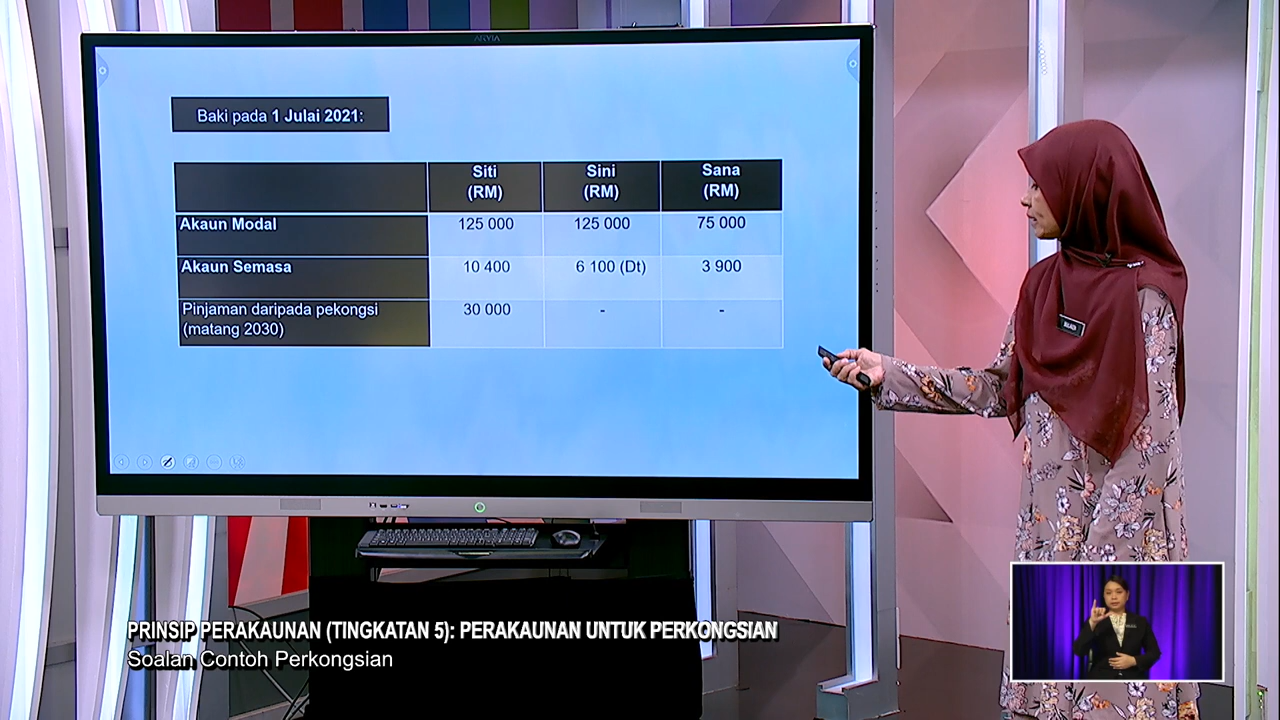 ARVIA
Baki pada 1 Julai 2021:
Siti (RM) Sini (RM) Sana (RM)
Akaun Modal 125 000 125 000 75 000
Akaun Semasa 10 400 6 100 (Dt) 3 900
Pinjaman daripada pekongsi (matang 2030) 30 000 - -
PRINSIP PERAKAUNAN (TINGKATAN 5): PERAKAUNAN UNTUK PERKONGSIAN
Soalan Contoh Perkongsian